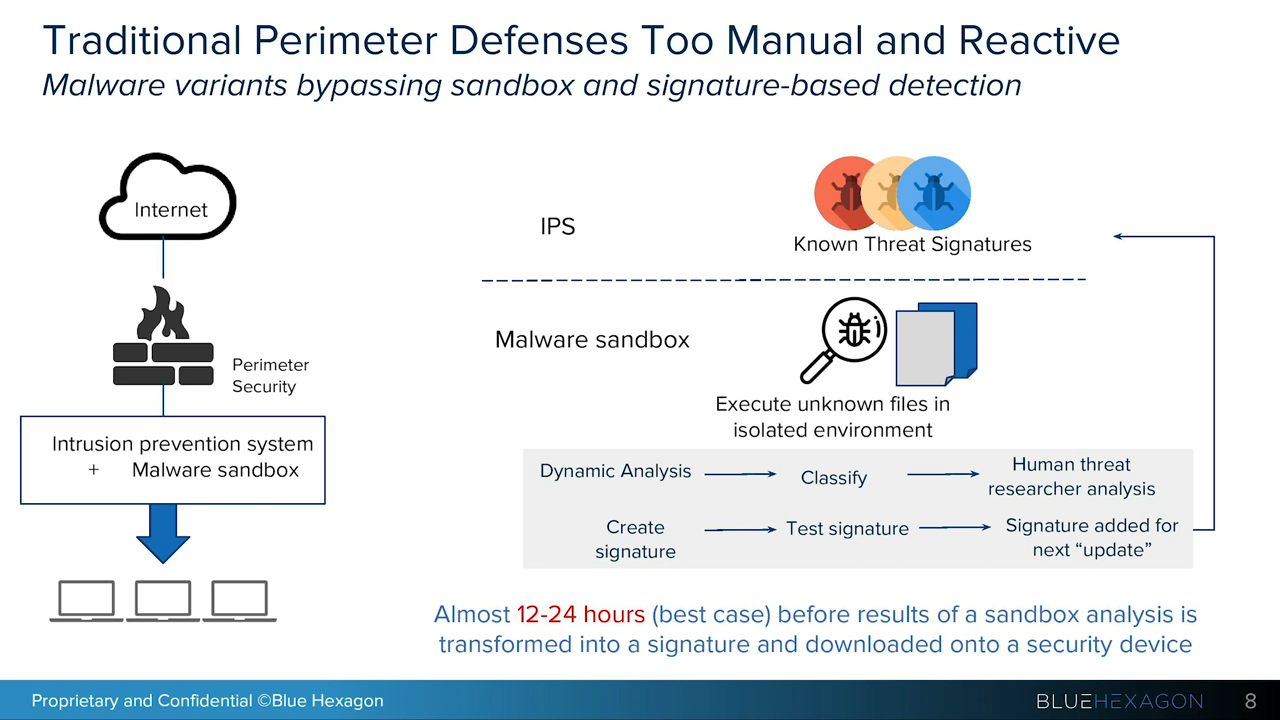 Traditional Perimeter Defenses Too Manual and Reactive
Malware variants bypassing sandbox and signature-based detection
Internet
Perimeter
Security
Intrusion prevention system
+ Malware sandbox
IPS
Known Threat Signatures
Malware sandbox
Execute unknown files in
isolated environment
Dynamic Analysis
Classify
Human threat
researcher analysis
Create
signature
Test signature
Signature added for
next “update”
Almost 12-24 hours (best case) before results of a sandbox analysis is
transformed into a signature and downloaded onto a security device
Proprietary and Confidential ©Blue Hexagon
BLUEHEXAGON
8